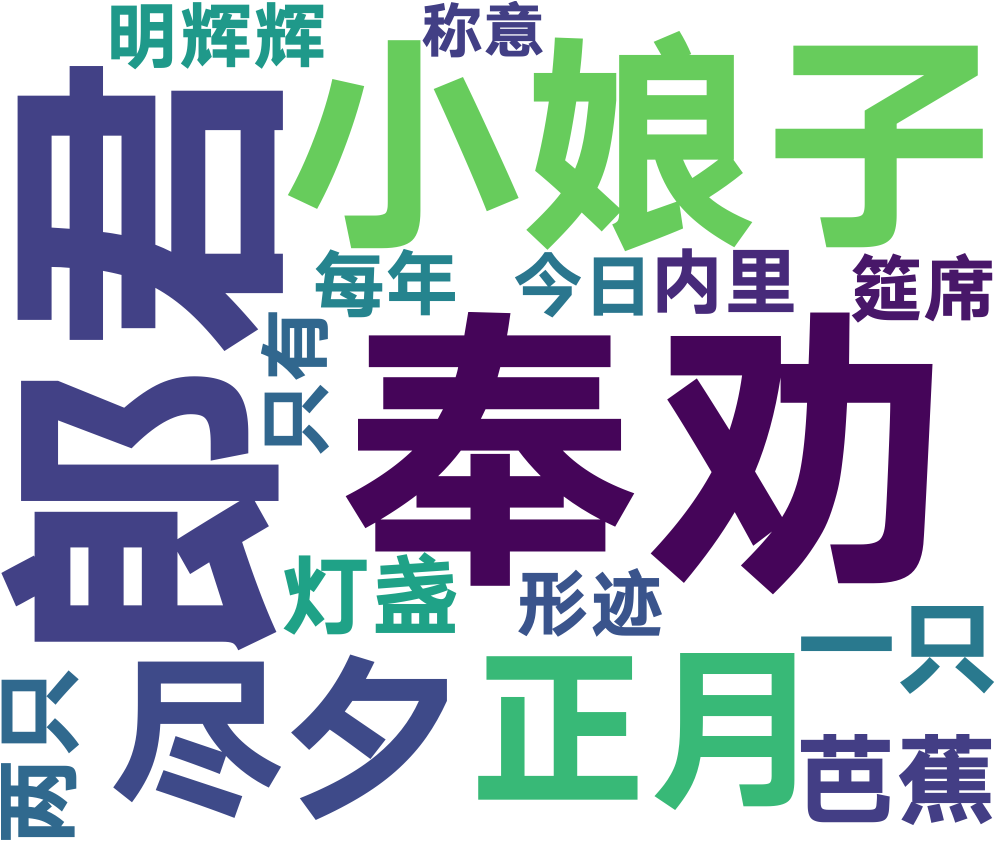 明辉辉
称意
郎君
小娘子
每年
今日
内里
筵席
只有
奉劝
灯盏
形迹
一只
两只
尽夕
正月
芭蕉